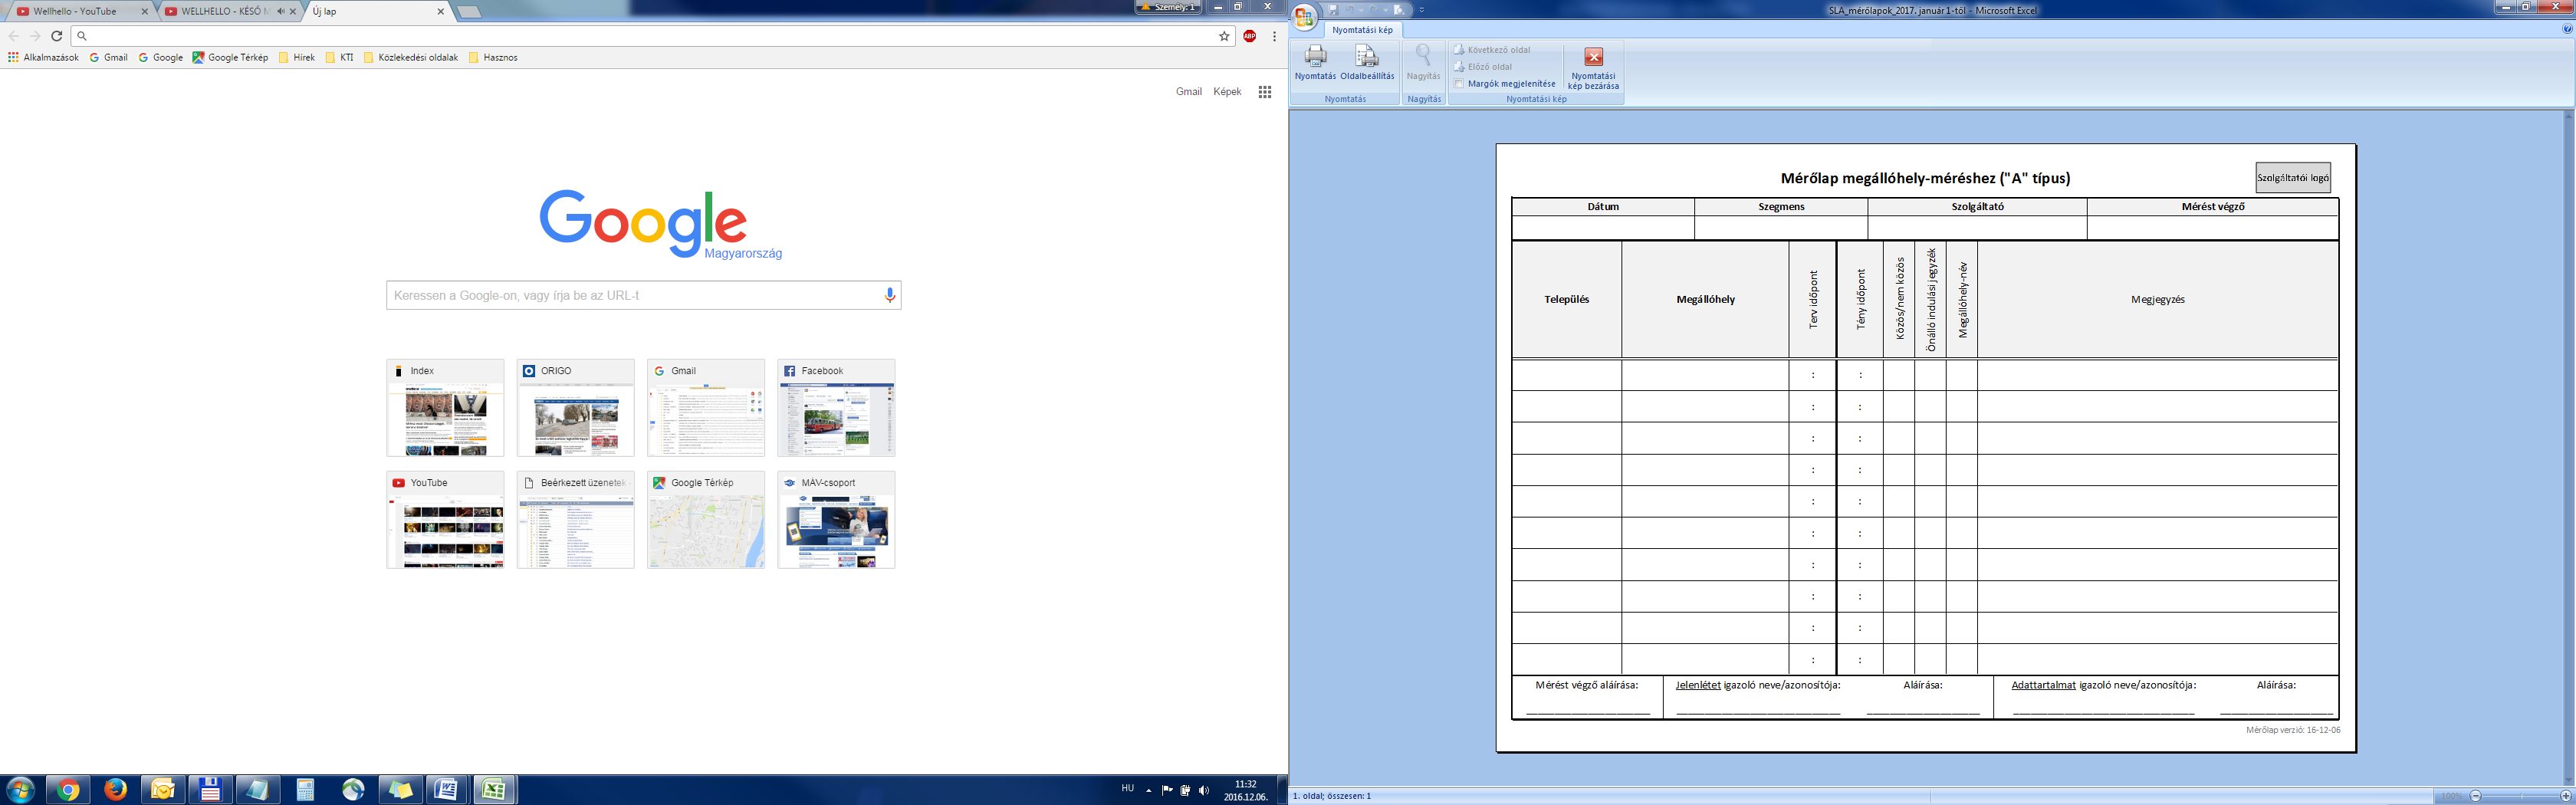 Wellhello - YouTube
WELLHELLO - KÉSŐ
Új lap
Személy: 1
Alkalmazások
Gmail
Google
Google Térkép
Hírek
KTI
Közlekedési oldalak
Hasznos
Gmail Képek
Google
Magyarország
Keressen a Google-on, vagy írja be az URL-t
Index
ORIGO
Gmail
Facebook
YouTube
Beérkezett üzenetek -
Google Térkép
MÁV-csoport
HU
11:32
2016.12.06.
SLA_mérőlapok_2017. január 1-től - Microsoft Excel
Nyomtatási kép
Nyomtatás
Oldalbeállítás
Nagyítás
Következő oldal
Előző oldal
Margók megjelenítése
Nyomtatási
kép bezárása
Nyomtatás
Nagyítás
Nyomtatási kép
Mérőlap megállóhely-méréshez ("A" típus)
Szolgáltatói logó
Dátum Szegmens Szolgáltató Mérést végző
Település
Megállóhely
Terv időpont
Tény időpont
Közös/nem közös
Önálló indulási jegyzék
Megállóhely-név
Megjegyzés
: :
: :
: :
: :
: :
: :
: :
: :
: :
: :
Mérést végző aláírása:
Jelenlétet igazoló neve/azonosítója: Aláírása:
Adattartalmat igazoló neve/azonosítója: Aláírása:
Mérőlap verzió: 16-12-06
1. oldal; összesen: 1
100%